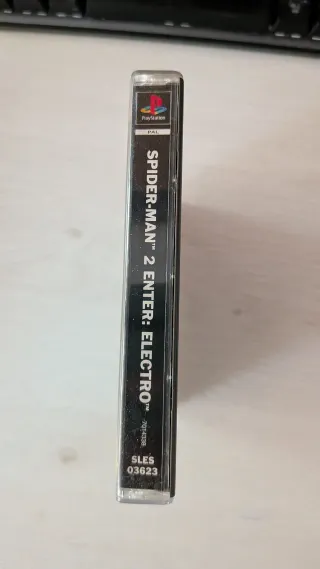 PlayStation
PAL
SPIDER-MAN™ 2 ENTER: ELECTRO™
SLES
03623